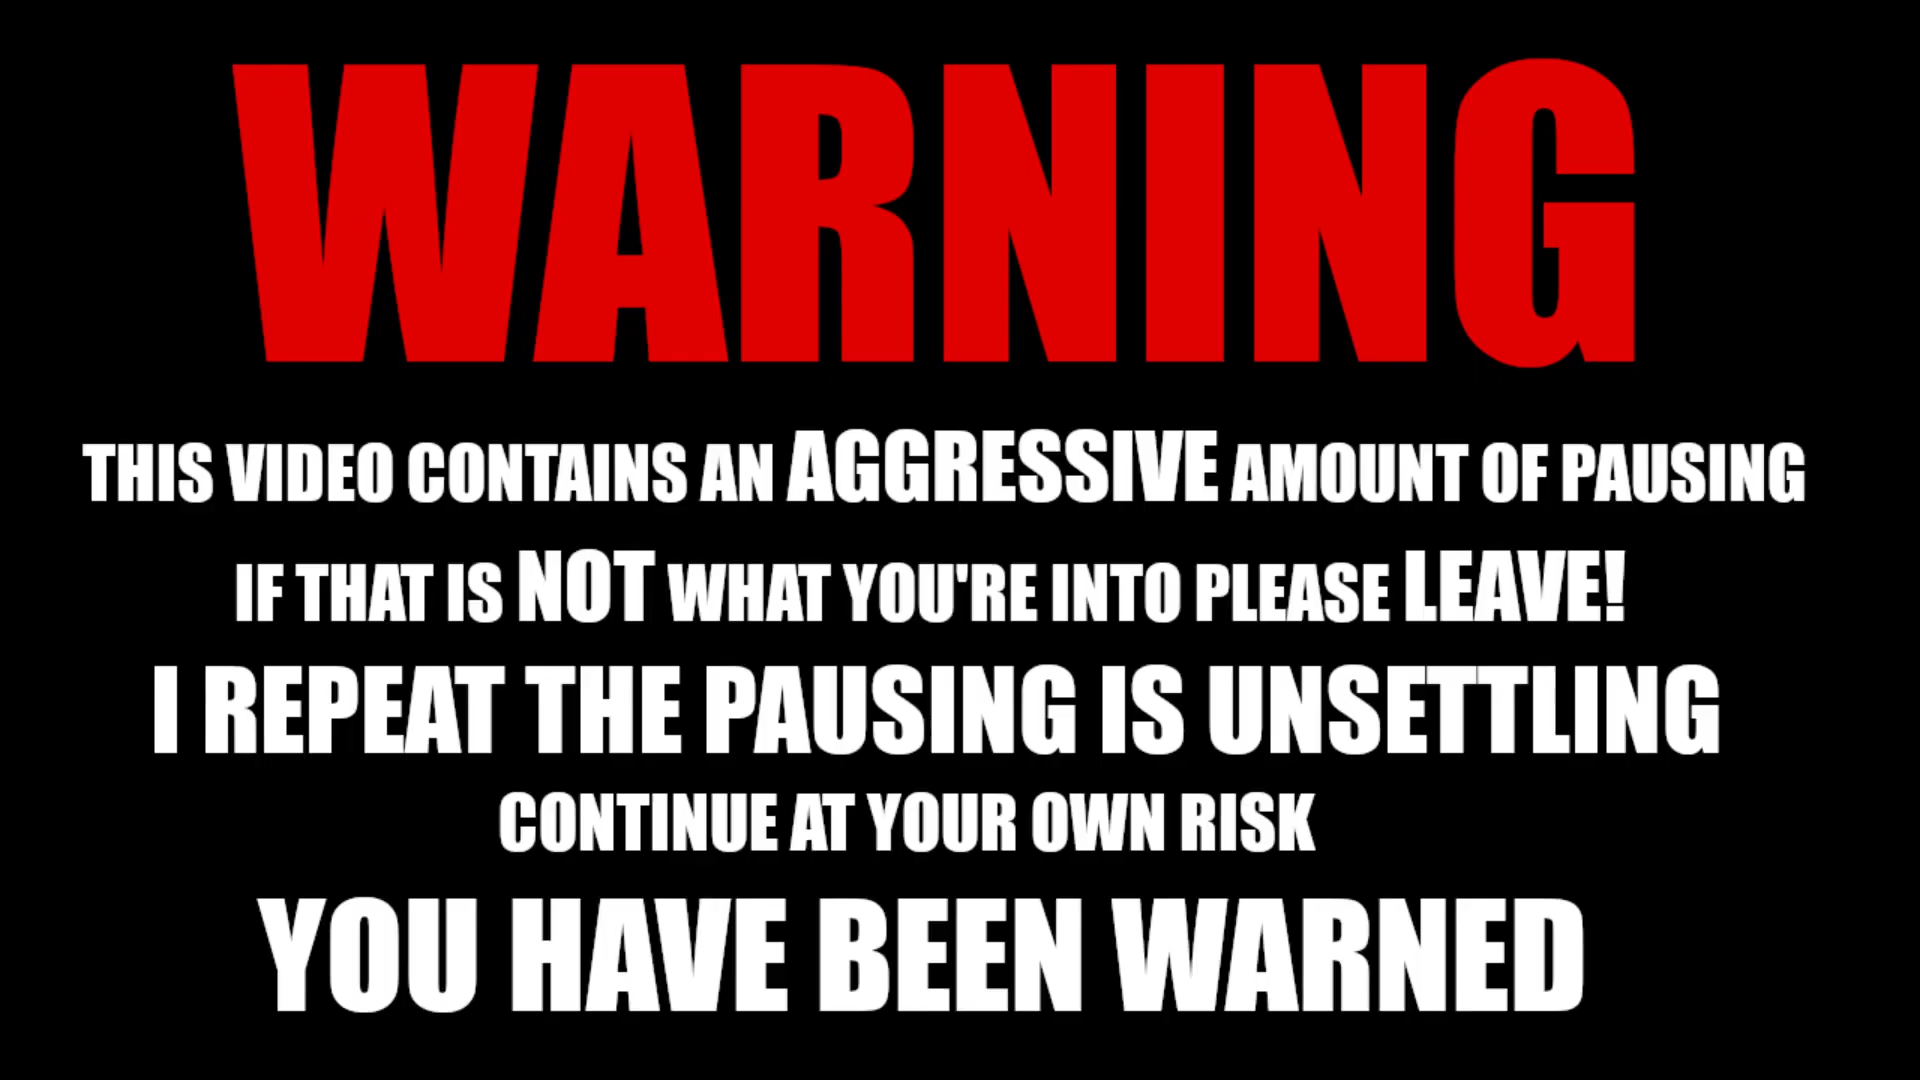 WARNING
THIS VIDEO CONTAINS AN AGGRESSIVE AMOUNT OF PAUSING
IF THAT IS NOT WHAT YOU'RE INTO PLEASE LEAVE!
I REPEAT THE PAUSING IS UNSETTLING
CONTINUE AT YOUR OWN RISK
YOU HAVE BEEN WARNED